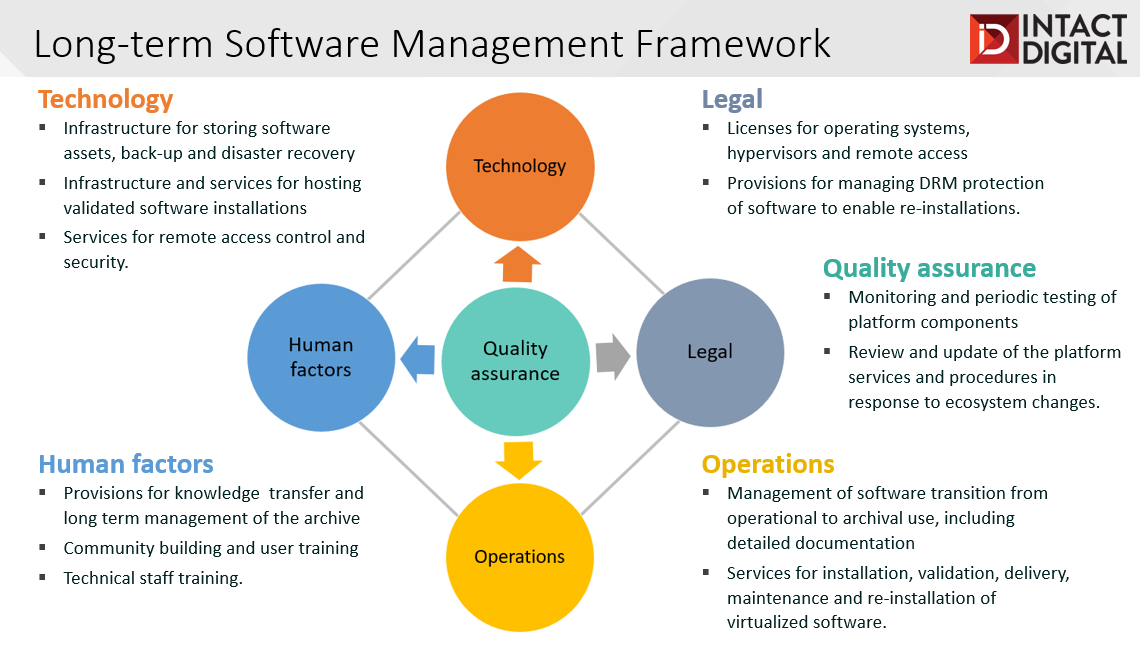 Long-term Software Management Framework
INTACT
DIGITAL
Technology
▪ Infrastructure for storing software
assets, back-up and disaster recovery
▪ Infrastructure and services for hosting
validated software installations
▪ Services for remote access control and
security.
Legal
▪ Licenses for operating systems,
hypervisors and remote access
▪ Provisions for managing DRM protection
of software to enable re-installations.
Technology
Human
factors
Quality
assurance
Legal
Operations
Quality assurance
▪ Monitoring and periodic testing of
platform components
▪ Review and update of the platform
services and procedures in
response to ecosystem changes.
Human factors
▪ Provisions for knowledge  transfer and
long term management of the archive
▪ Community building and user training
▪ Technical staff training.
Operations
▪ Management of software transition from
operational to archival use, including
detailed documentation
▪ Services for installation, validation, delivery,
maintenance and re-installation of
virtualized software.